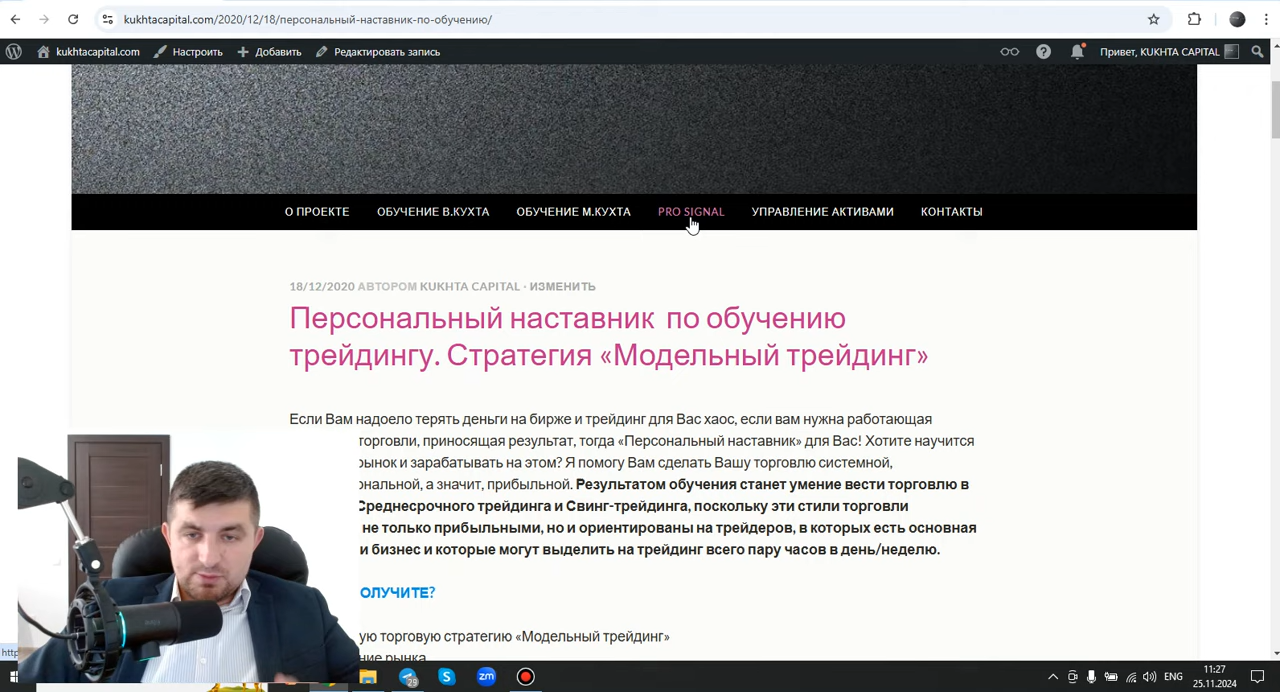 kukhtacapital.com/2020/12/18/персональный-наставник-по-обучению/
kukhtacapital.com Настроить Добавить Редактировать запись Привет, KUKHTA CAPITAL
О ПРОЕКТЕ ОБУЧЕНИЕ В.КУХТА ОБУЧЕНИЕ М.КУХТА PRO SIGNAL УПРАВЛЕНИЕ АКТИВАМИ КОНТАКТЫ
18/12/2020 АВТОРОМ KUKHTA CAPITAL · ИЗМЕНИТЬ
Персональный наставник по обучению
трейдингу. Стратегия «Модельный трейдинг»
Если Вам надоело терять деньги на бирже и трейдинг для Вас хаос, если вам нужна работающая
торговли, приносящая результат, тогда «Персональный наставник» для Вас! Хотите научится
рынок и зарабатывать на этом? Я помогу Вам сделать Вашу торговлю системной,
ональной, а значит, прибыльной. Результатом обучения станет умение вести торговлю в
Среднесрочного трейдинга и Свинг-трейдинга, поскольку эти стили торговли
не только прибыльными, но и ориентированы на трейдеров, в которых есть основная
и бизнес и которые могут выделить на трейдинг всего пару часов в день/неделю.
ОЛУЧИТЕ?
ую торговую стратегию «Модельный трейдинг»
ние рынка
http
29
zm
ENG
11:27
25.11.2024